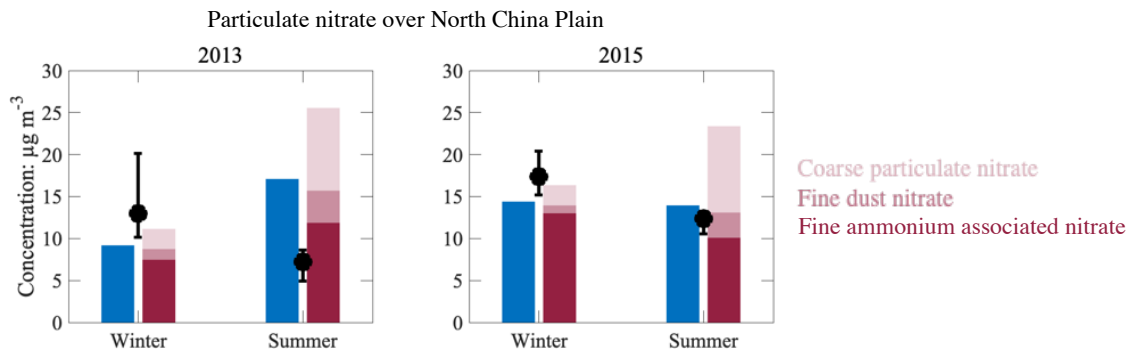 Particulate nitrate over North China Plain
2013
2015
Concentration: µg m⁻³
30
25
20
15
10
5
0
Winter
Summer
30
25
20
15
10
5
0
Winter
Summer
Coarse particulate nitrate
Fine dust nitrate
Fine ammonium associated nitrate